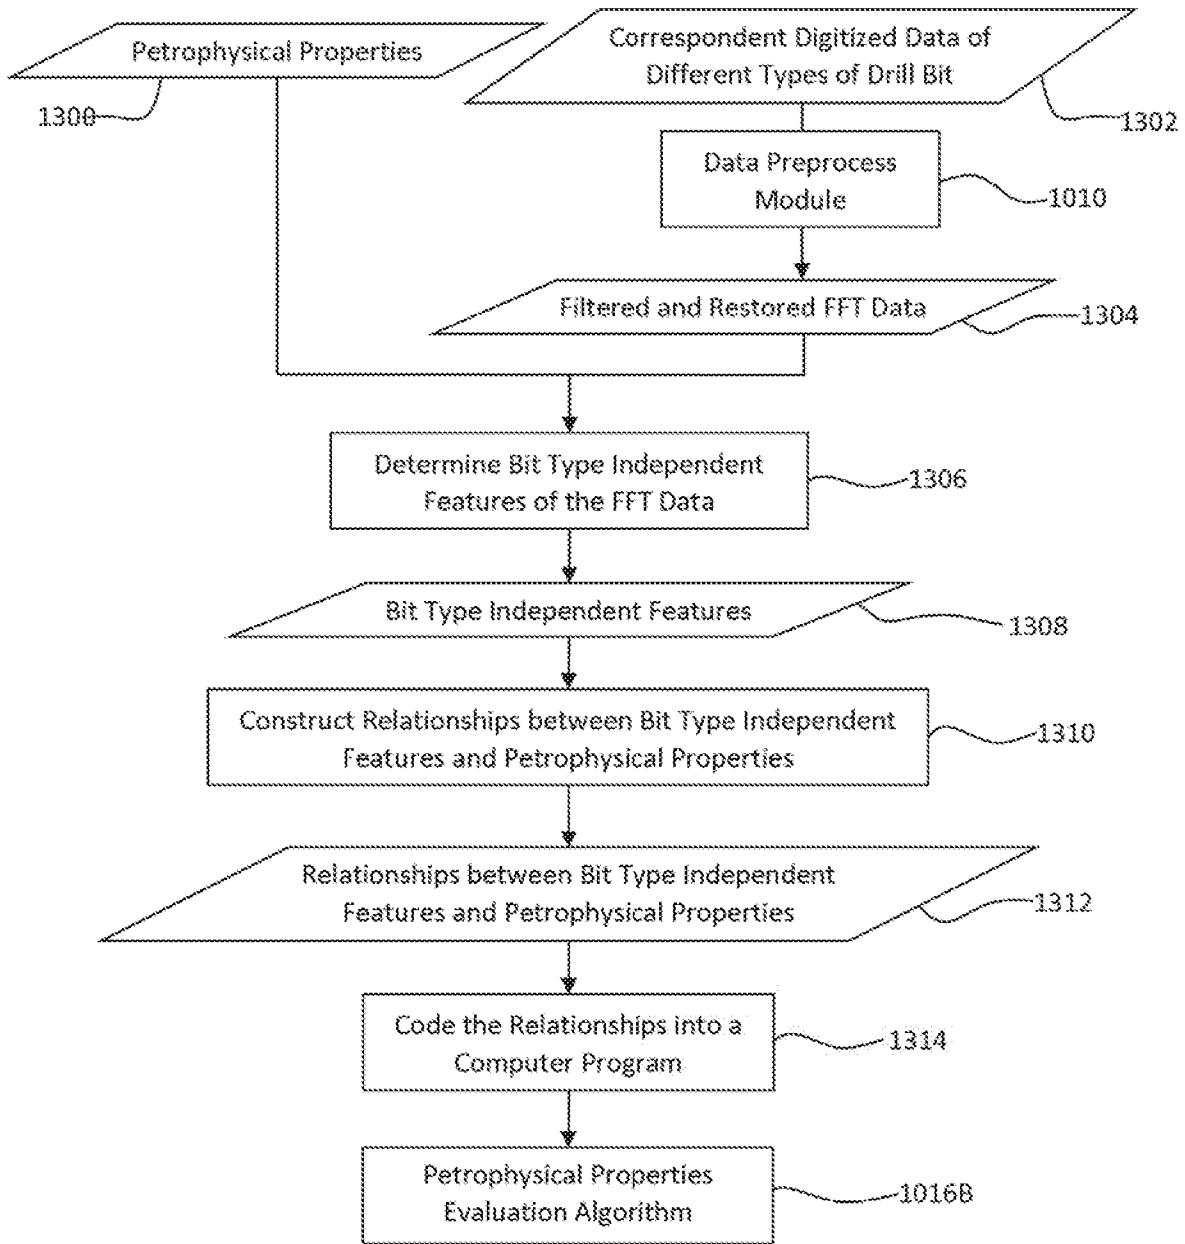 Petrophysical Properties
1300
Correspondent Digitized Data of
Different Types of Drill Bit
1302
Data Preprocess
Module
1010
Filtered and Restored FFT Data
1304
Determine Bit Type Independent
Features of the FFT Data
1306
Bit Type Independent Features
1308
Construct Relationships between Bit Type Independent
Features and Petrophysical Properties
1310
Relationships between Bit Type Independent
Features and Petrophysical Properties
1312
Code the Relationships into a
Computer Program
1314
Petrophysical Properties
Evaluation Algorithm
1016B